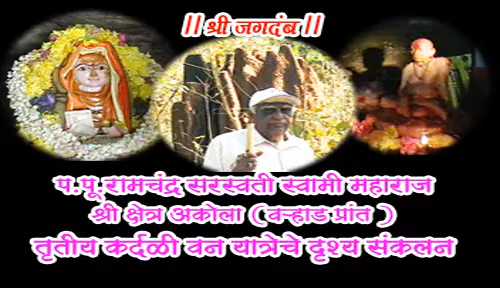 ॥ श्री जगदंब ॥
प.पू.रामचंद्र सरस्वती स्वामी महाराज
श्री क्षेत्र अकोला (वऱ्हाड प्रांत )
तृतीय कर्दळी वन यात्रेचे दृश्य संकलन